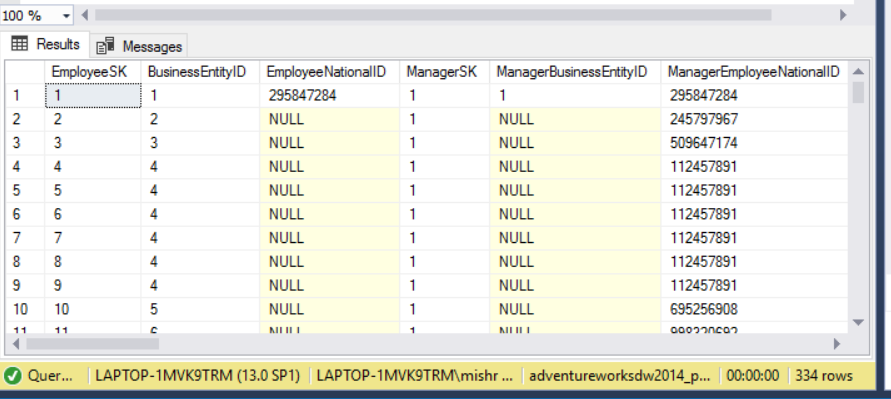 100 %
Results Messages
EmployeeSK BusinessEntityID EmployeeNationalID ManagerSK ManagerBusinessEntityID ManagerEmployeeNationalID
1 1 1 295847284 1 1 295847284
2 2 2 NULL 1 NULL 245797967
3 3 3 NULL 1 NULL 509647174
4 4 4 NULL 1 NULL 112457891
5 5 4 NULL 1 NULL 112457891
6 6 4 NULL 1 NULL 112457891
7 7 4 NULL 1 NULL 112457891
8 8 4 NULL 1 NULL 112457891
9 9 4 NULL 1 NULL 112457891
10 10 5 NULL 1 NULL 695256908
11 11 6 NULL 1 NULL 998320692
Quer... LAPTOP-1MVK9TRM (13.0 SP1) LAPTOP-1MVK9TRM\mishr ... adventureworksdw2014_p... 00:00:00 334 rows